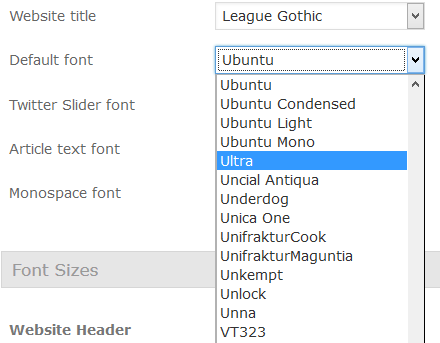 Website title League Gothic
Default font Ubuntu
Ubuntu
Twitter Slider font Ubuntu Condensed
Ubuntu Light
Article text font Ubuntu Mono
Ultra
Monospace font Uncial Antiqua
Underdog
Unica One
UnifrakturCook
Font Sizes UnifrakturMaguntia
Unkempt
Unlock
Unna
Website Header VT323